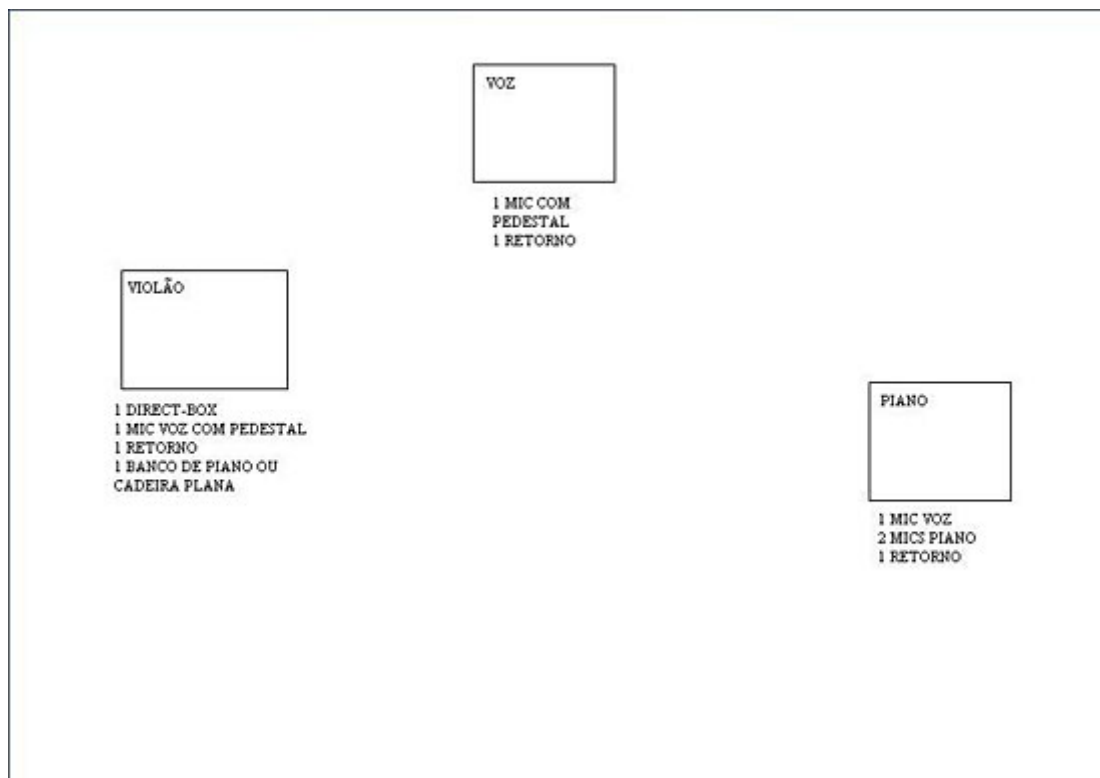 VOZ
1 MIC COM
PEDESTAL
1 RETORNO
VIOLÃO
1 DIRECT-BOX
1 MIC VOZ COM PEDESTAL
1 RETORNO
1 BANCO DE PIANO OU
CADEIRA PLANA
PIANO
1 MIC VOZ
2 MICS PIANO
1 RETORNO